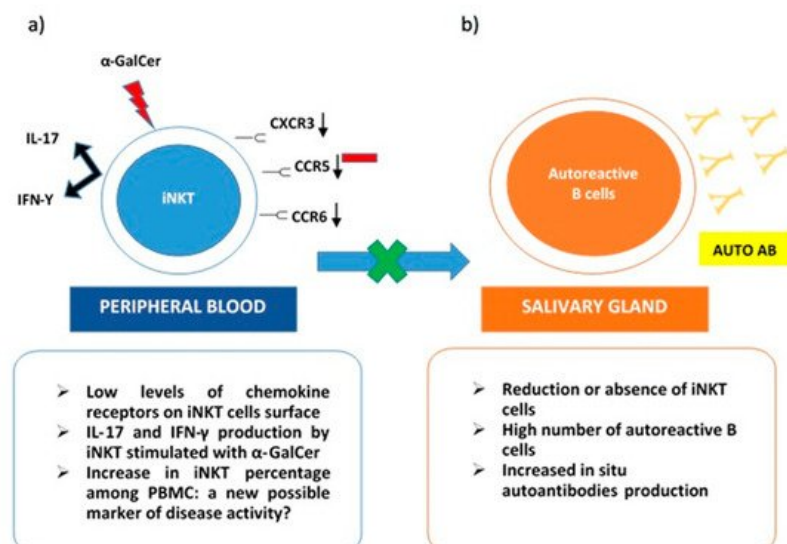 a)
α-GalCer
IL-17
IFN-Y
iNKT
CXCR3
CCR5
CCR6
PERIPHERAL BLOOD
➢ Low levels of chemokine
receptors on iNKT cells surface
➢ IL-17 and IFN-γ production by
iNKT stimulated with α-GalCer
➢ Increase in iNKT percentage
among PBMC: a new possible
marker of disease activity?
b)
Autoreactive
B cells
AUTO AB
SALIVARY GLAND
➢ Reduction or absence of iNKT
cells
➢ High number of autoreactive B
cells
➢ Increased in situ
autoantibodies production